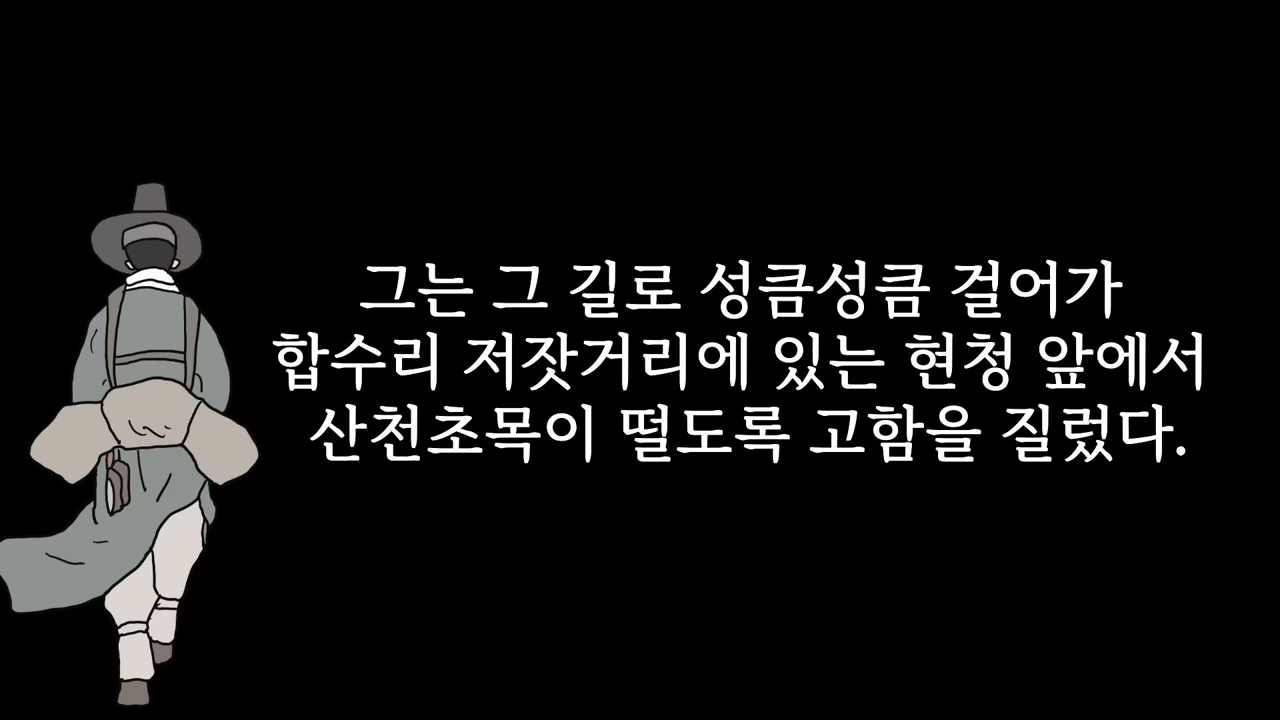 그는 그 길로 성큼성큼 걸어가
합수리 저잣거리에 있는 현청 앞에서
산천초목이 떨도록 고함을 질렀다.